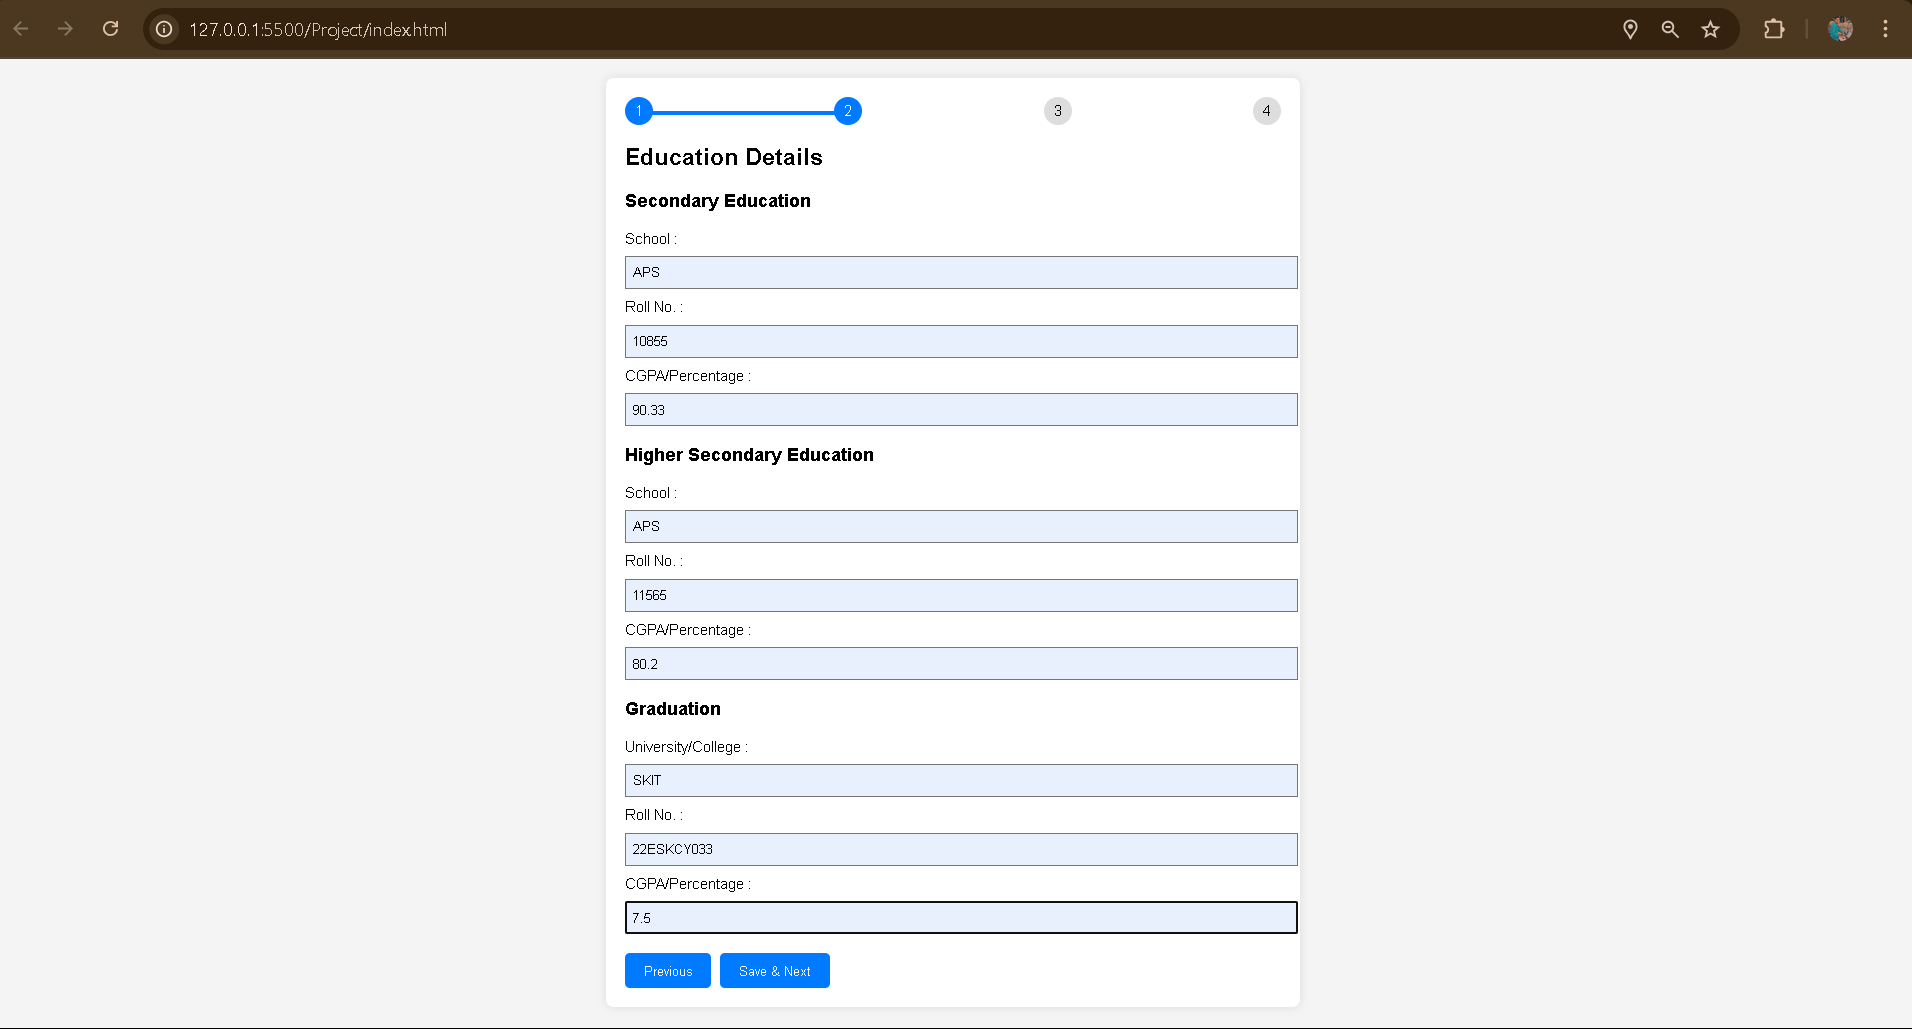 127.0.0.1:5500/Project/index.html
1 2 3 4
Education Details
Secondary Education
School :
APS
Roll No. :
10855
CGPA/Percentage :
90.33
Higher Secondary Education
School :
APS
Roll No. :
11565
CGPA/Percentage :
80.2
Graduation
University/College :
SKIT
Roll No. :
22ESKCY033
CGPA/Percentage :
7.5
Previous Save & Next